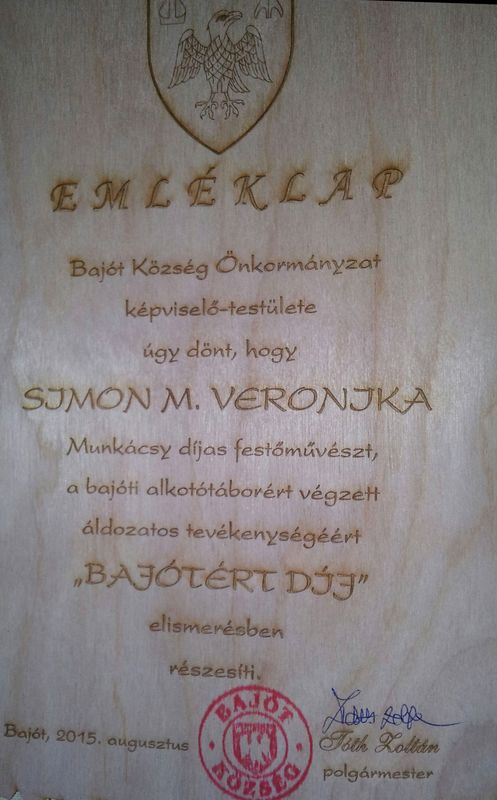 EMLÉKLAP
Bajót Község Önkormányzat
képviselő-testülete
úgy dönt, hogy
SIMON M. VERONIKA
Munkácsy díjas festőművészt,
a bajóti alkotótáborért végzett
áldozatos tevékenységéért
„BAJÓTÉRT DÍJ”
elismerésben
részesíti.
Bajót, 2015. augusztus
BAJÓT
KÖZSÉG
Tóth Zoltán
polgármester